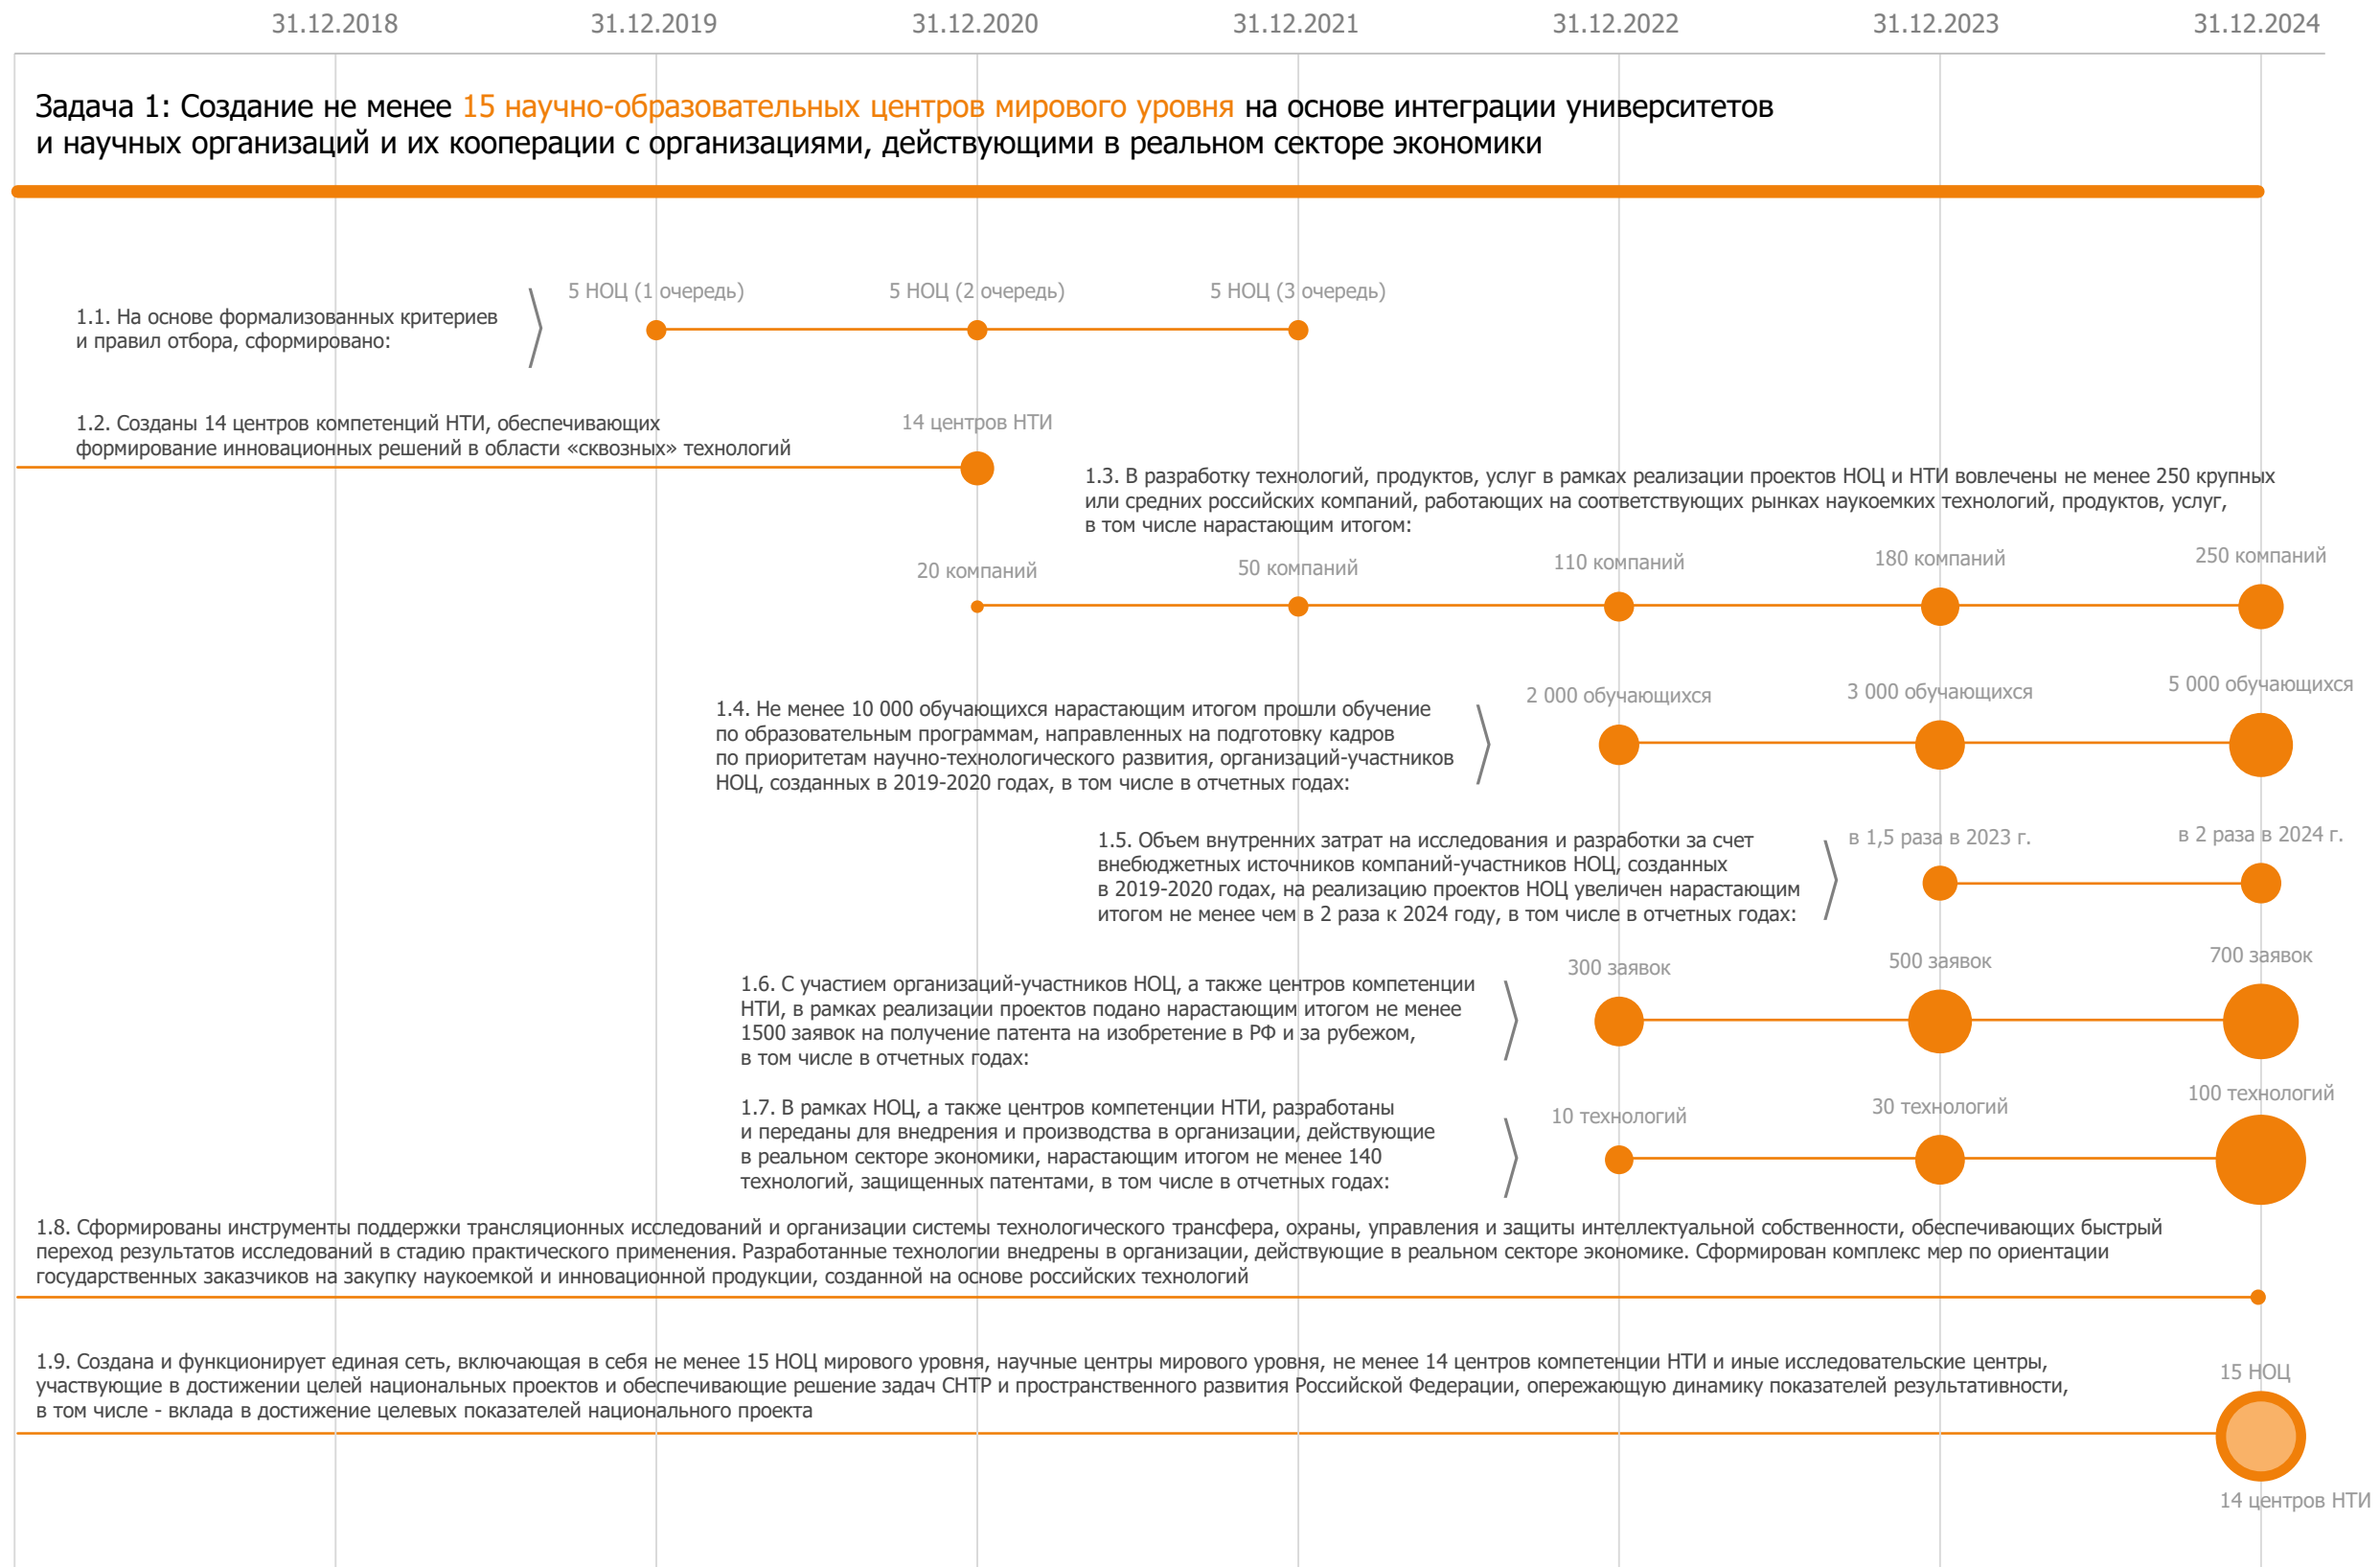 31.12.2018 31.12.2019 31.12.2020 31.12.2021 31.12.2022 31.12.2023 31.12.2024
Задача 1: Создание не менее 15 научно-образовательных центров мирового уровня на основе интеграции университетов
и научных организаций и их кооперации с организациями, действующими в реальном секторе экономики
1.1. На основе формализованных критериев
и правил отбора, сформировано:
5 НОЦ (1 очередь) 5 НОЦ (2 очередь) 5 НОЦ (3 очередь)
1.2. Созданы 14 центров компетенций НТИ, обеспечивающих
формирование инновационных решений в области «сквозных» технологий
14 центров НТИ
1.3. В разработку технологий, продуктов, услуг в рамках реализации проектов НОЦ и НТИ вовлечены не менее 250 крупных
или средних российских компаний, работающих на соответствующих рынках наукоемких технологий, продуктов, услуг,
в том числе нарастающим итогом:
20 компаний 50 компаний 110 компаний 180 компаний 250 компаний
1.4. Не менее 10 000 обучающихся нарастающим итогом прошли обучение
по образовательным программам, направленных на подготовку кадров
по приоритетам научно-технологического развития, организаций-участников
НОЦ, созданных в 2019-2020 годах, в том числе в отчетных годах:
2 000 обучающихся 3 000 обучающихся 5 000 обучающихся
1.5. Объем внутренних затрат на исследования и разработки за счет
внебюджетных источников компаний-участников НОЦ, созданных
в 2019-2020 годах, на реализацию проектов НОЦ увеличен нарастающим
итогом не менее чем в 2 раза к 2024 году, в том числе в отчетных годах:
в 1,5 раза в 2023 г. в 2 раза в 2024 г.
1.6. С участием организаций-участников НОЦ, а также центров компетенции
НТИ, в рамках реализации проектов подано нарастающим итогом не менее
1500 заявок на получение патента на изобретение в РФ и за рубежом,
в том числе в отчетных годах:
300 заявок 500 заявок 700 заявок
1.7. В рамках НОЦ, а также центров компетенции НТИ, разработаны
и переданы для внедрения и производства в организации, действующие
в реальном секторе экономики, нарастающим итогом не менее 140
технологий, защищенных патентами, в том числе в отчетных годах:
10 технологий 30 технологий 100 технологий
1.8. Сформированы инструменты поддержки трансляционных исследований и организации системы технологического трансфера, охраны, управления и защиты интеллектуальной собственности, обеспечивающих быстрый
переход результатов исследований в стадию практического применения. Разработанные технологии внедрены в организации, действующие в реальном секторе экономике. Сформирован комплекс мер по ориентации
государственных заказчиков на закупку наукоемкой и инновационной продукции, созданной на основе российских технологий
1.9. Создана и функционирует единая сеть, включающая в себя не менее 15 НОЦ мирового уровня, научные центры мирового уровня, не менее 14 центров компетенции НТИ и иные исследовательские центры,
участвующие в достижении целей национальных проектов и обеспечивающие решение задач СНТР и пространственного развития Российской Федерации, опережающую динамику показателей результативности,
в том числе - вклада в достижение целевых показателей национального проекта
15 НОЦ
14 центров НТИ